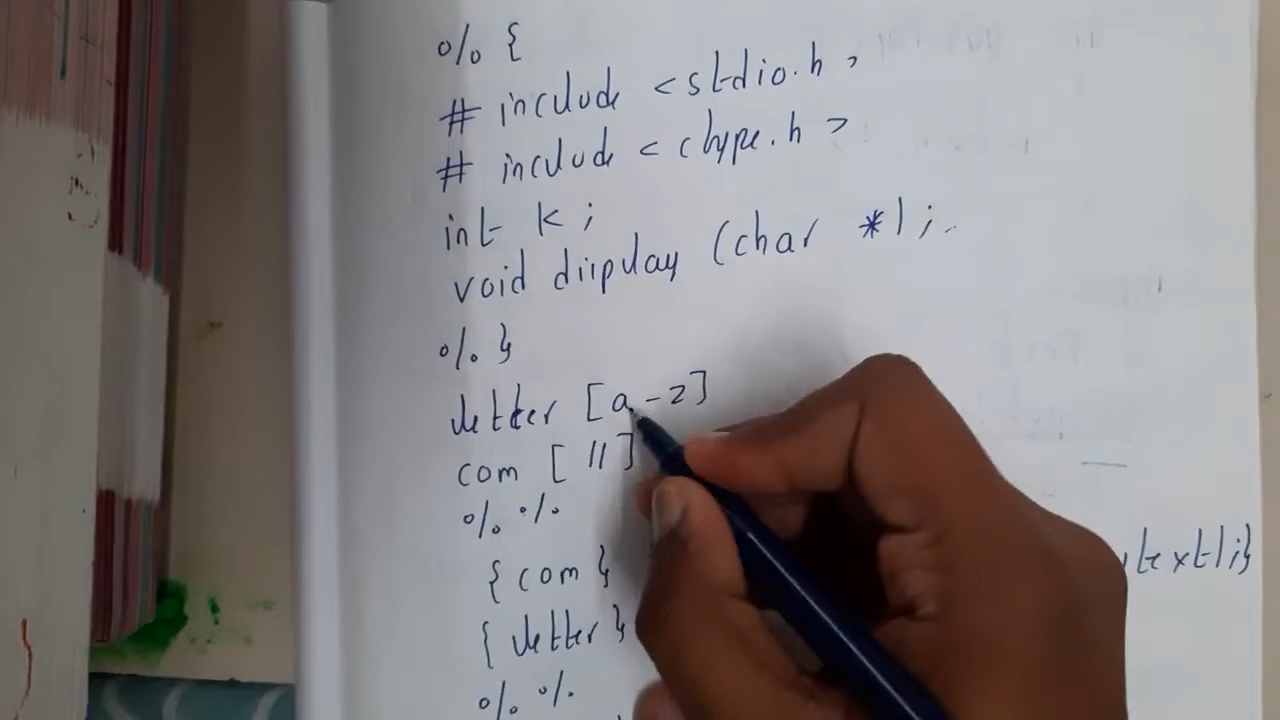 % {
# include <stdio.h >
# include < ctype.h >
int k ;
void display (char *) ;
% }
letter [a-z]
com [ // ]
% %
{ com }
{ letter }
% %